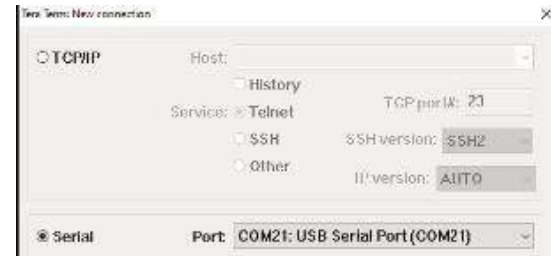 Tera Term: New connection
TCP/IP Host:
History
Service: Telnet TCP port#: 23
SSH SSH version: SSH2
Other IP version: AUTO
Serial Port: COM21: USB Serial Port (COM21)